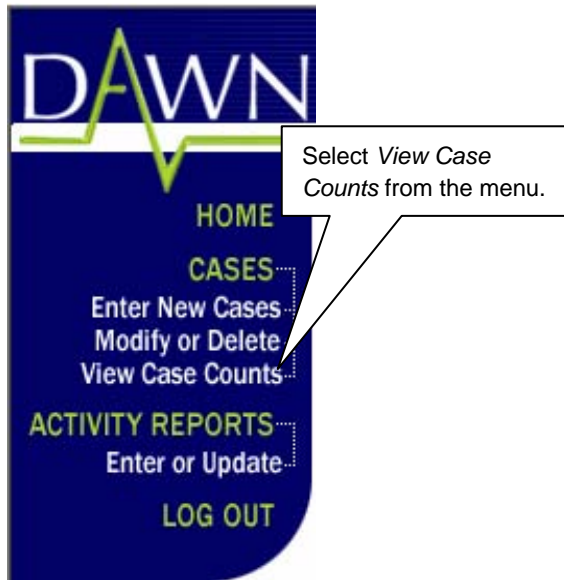 DAWN
Select View Case
Counts from the menu.
HOME
CASES
Enter New Cases
Modify or Delete
View Case Counts
ACTIVITY REPORTS
Enter or Update
LOG OUT